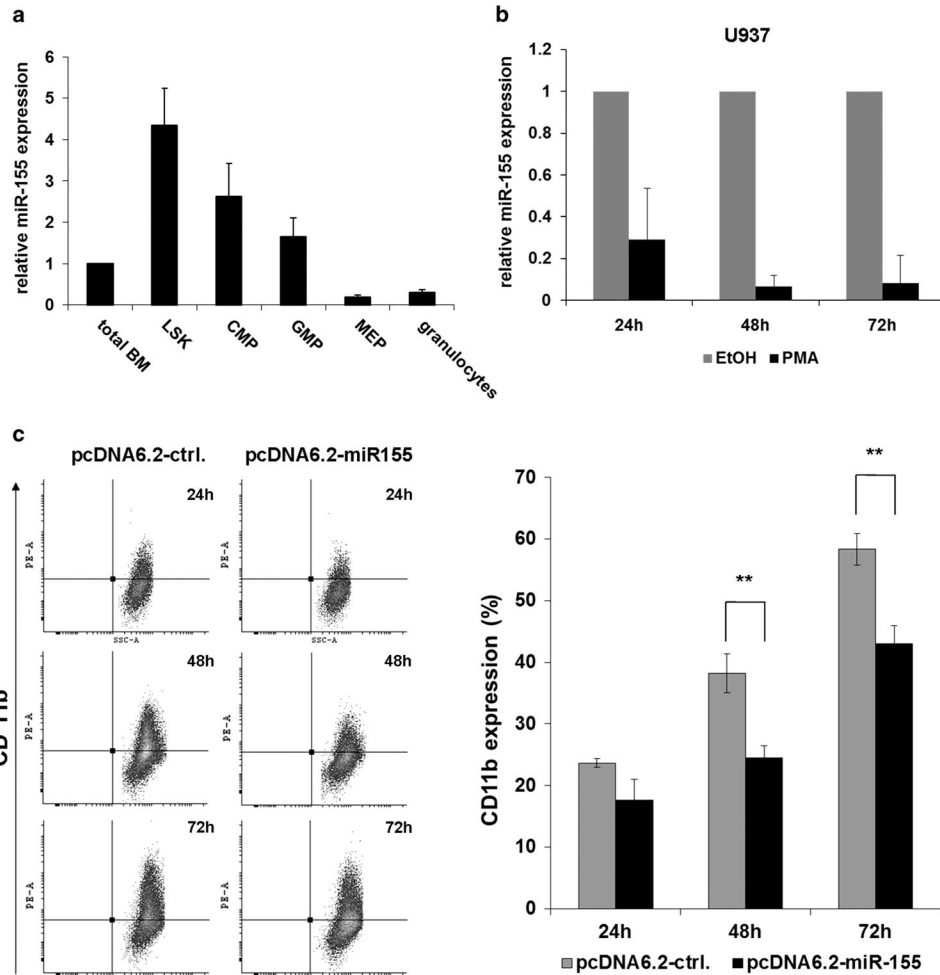 a
relative miR-155 expression
6
5
4
3
2
1
0
total BM
LSK
CMP
GMP
MEP
granulocytes
b
U937
relative miR-155 expression
1.2
1
0.8
0.6
0.4
0.2
0
24h
48h
72h
EtOH
PMA
c
pcDNA6.2-ctrl.
pcDNA6.2-miR155
24h
PE-A
SSC-A
24h
PE-A
SSC-A
48h
PE-A
48h
PE-A
72h
PE-A
72h
PE-A
CD 11b
CD11b expression (%)
70
60
50
40
30
20
10
0
**
**
24h
48h
72h
pcDNA6.2-ctrl.
pcDNA6.2-miR-155